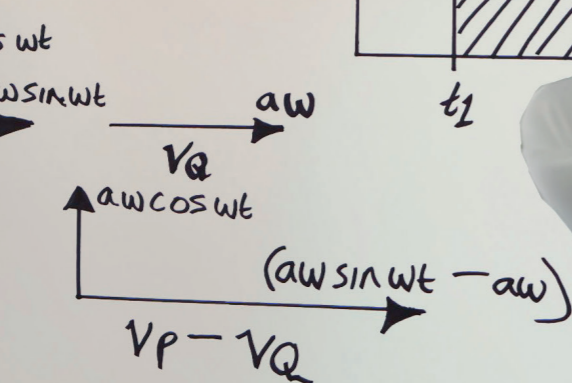 s wt
wsinwt
aw
t1
VQ
awcoswt
(awsinwt - aw)
VP - VQ